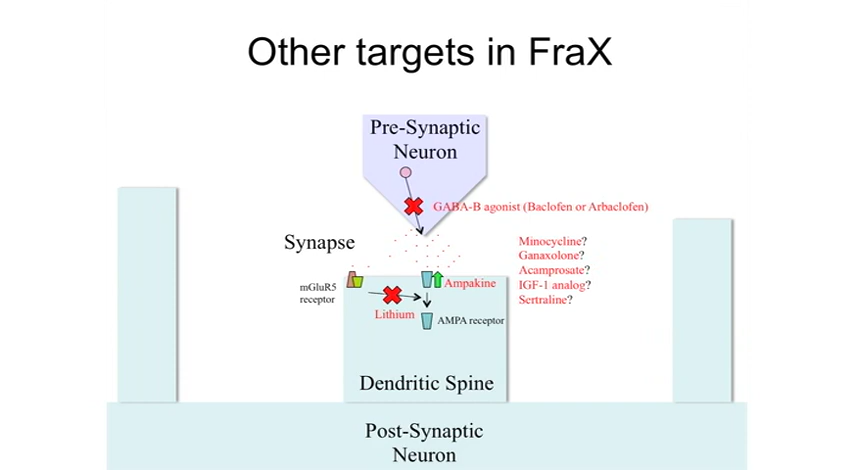 Other targets in FraX
Pre-Synaptic
Neuron
GABA-B agonist (Baclofen or Arbaclofen)
Synapse
Minocycline?
Ganaxolone?
Acamprosate?
IGF-1 analog?
Sertraline?
mGluR5
receptor
Ampakine
Lithium
AMPA receptor
Dendritic Spine
Post-Synaptic
Neuron